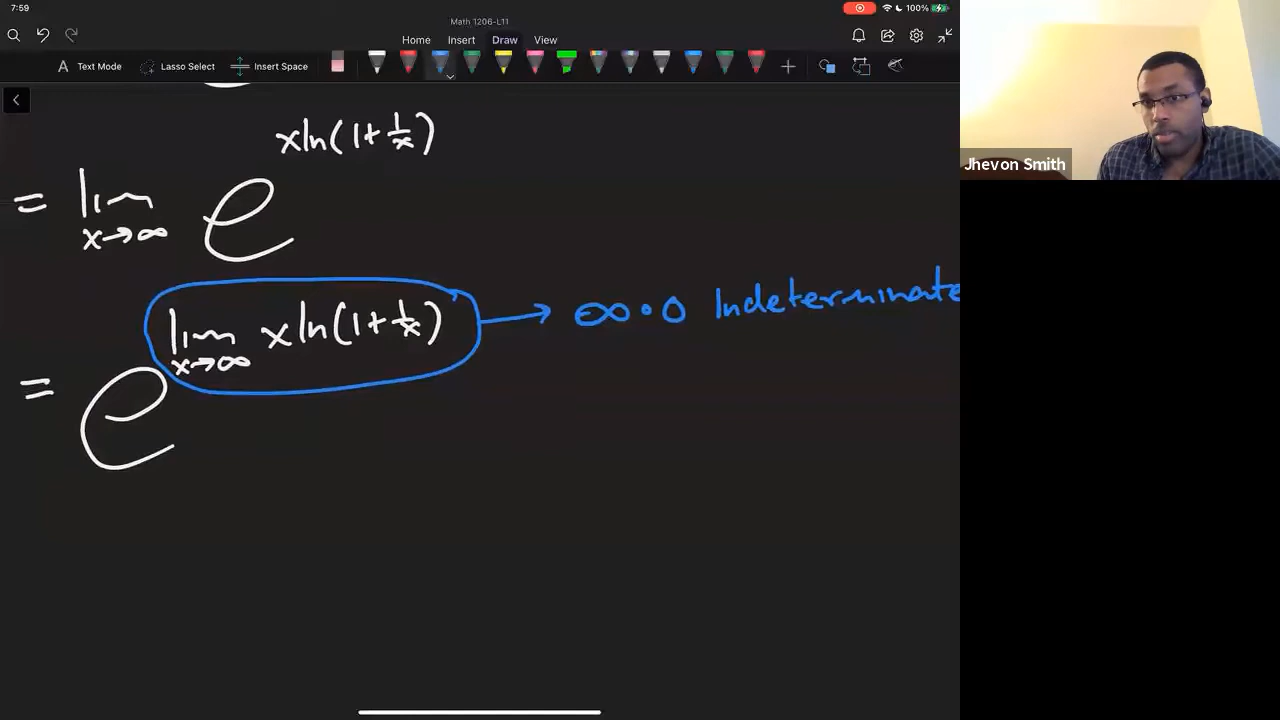 7:59
100%
Math 1206-L11
Home Insert Draw View
Text Mode Lasso Select Insert Space
= lim x→∞ e^{x ln(1 + 1/x)}
= e^{lim x→∞ x ln(1 + 1/x)} → ∞ • 0 Indeterminate
Jhevon Smith